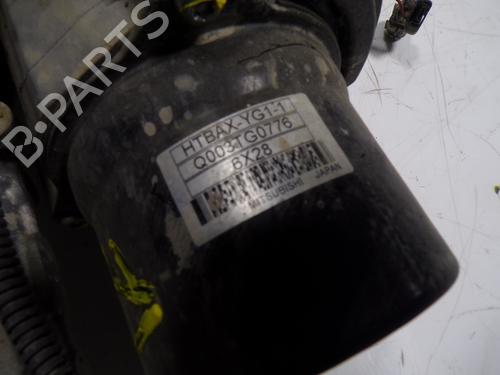 B-PARTS
HTBAX-YG1-1
Q003TG0776
6X28
MITSUBISHI JAPAN